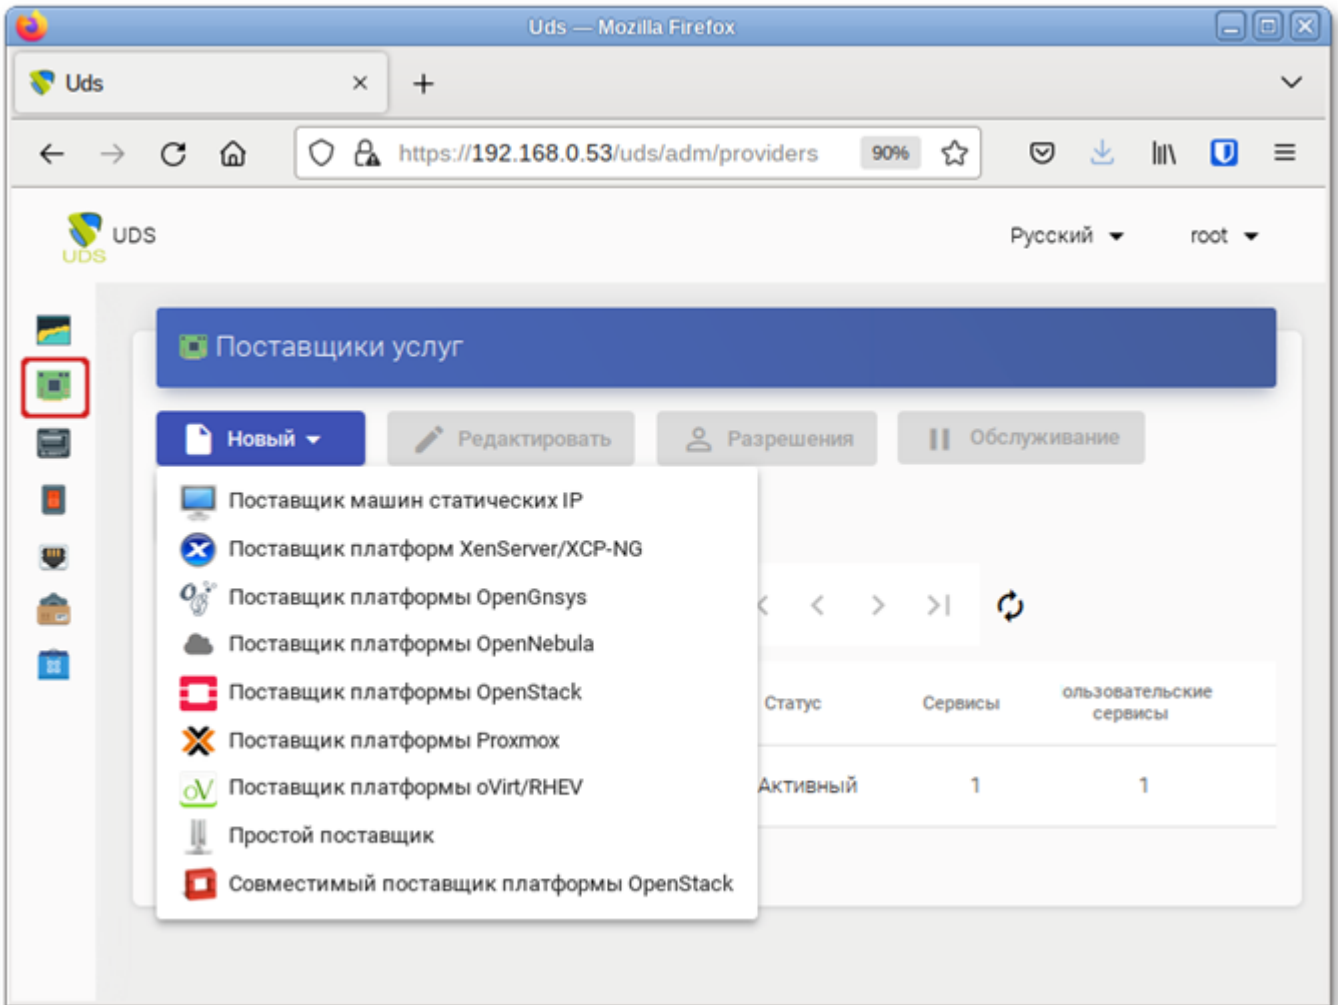 Uds — Mozilla Firefox
Uds
https://192.168.0.53/uds/adm/providers 90%
UDS UDS Русский root
Поставщики услуг
Новый Редактировать Разрешения Обслуживание
Поставщик машин статических IP
Поставщик платформ XenServer/XCP-NG
Поставщик платформы OpenGnsys
Поставщик платформы OpenNebula
Поставщик платформы OpenStack
Поставщик платформы Proxmox
Поставщик платформы oVirt/RHEV
Простой поставщик
Совместимый поставщик платформы OpenStack
Статус Сервисы ользовательские
сервисы
Активный 1 1